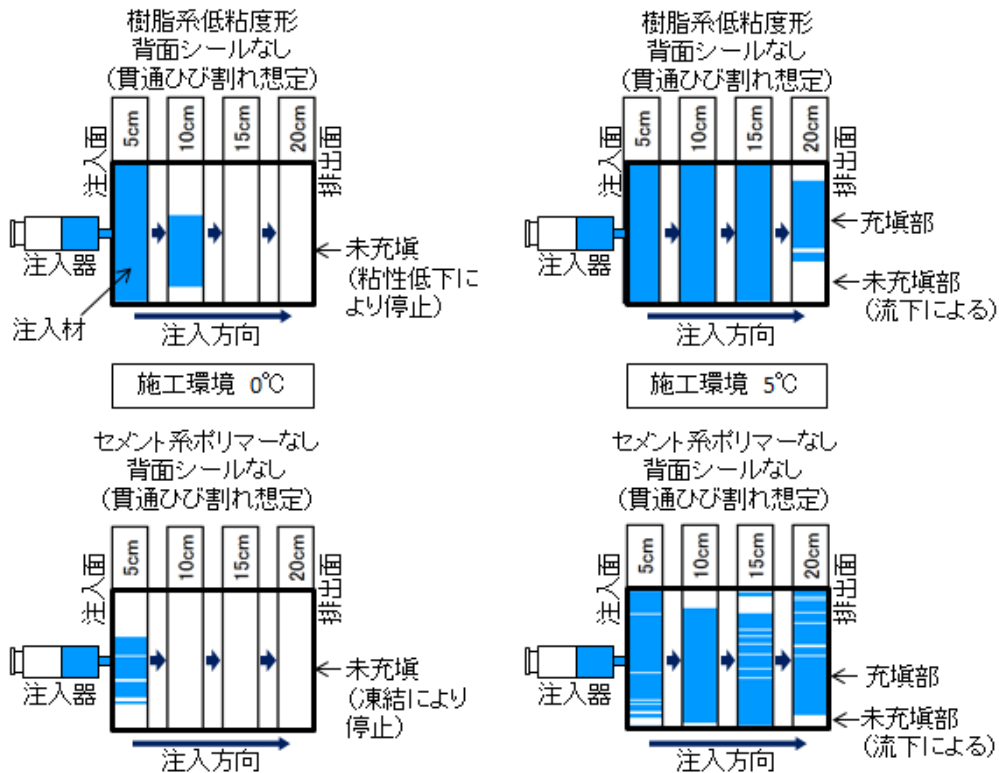 樹脂系低粘度形
背面シールなし
(貫通ひび割れ想定)
注入面
5cm
10cm
15cm
20cm
排出面
注入器
注入材
未充塡
(粘性低下に
より停止)
注入方向
施工環境 0℃
樹脂系低粘度形
背面シールなし
(貫通ひび割れ想定)
注入面
5cm
10cm
15cm
20cm
排出面
注入器
充塡部
未充塡部
(流下による)
注入方向
施工環境 5℃
セメント系ポリマーなし
背面シールなし
(貫通ひび割れ想定)
注入面
5cm
10cm
15cm
20cm
排出面
注入器
未充塡
(凍結により
停止)
注入方向
セメント系ポリマーなし
背面シールなし
(貫通ひび割れ想定)
注入面
5cm
10cm
15cm
20cm
排出面
注入器
充塡部
未充塡部
(流下による)
注入方向